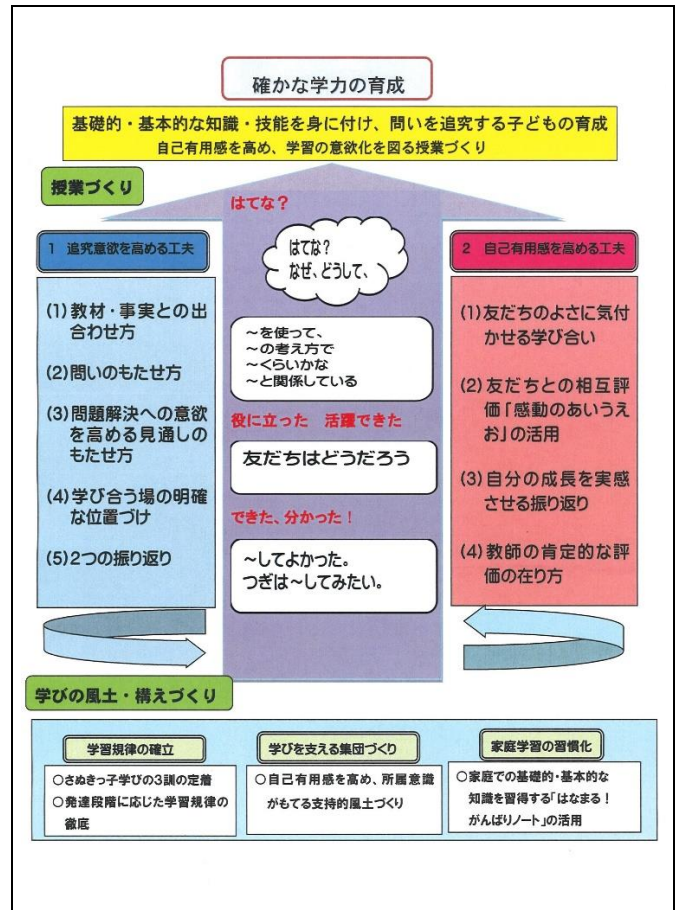 確かな学力の育成
基礎的・基本的な知識・技能を身に付け、問いを追究する子どもの育成
自己有用感を高め、学習の意欲化を図る授業づくり
授業づくり
1 追究意欲を高める工夫
(1)教材・事実との出
合わせ方
(2)問いのもたせ方
(3)問題解決への意欲
を高める見通しの
もたせ方
(4)学び合う場の明確
な位置づけ
(5)2つの振り返り
はてな?
はてな?
なぜ、どうして、
～を使って、
～の考え方で
～くらいかな
～と関係している
役に立った 活躍できた
友だちはどうだろう
できた、分かった!
～してよかった。
つぎは～してみたい。
2 自己有用感を高める工夫
(1)友だちのよさに気付
かせる学び合い
(2)友だちとの相互評
価「感動のあいうえ
お」の活用
(3)自分の成長を実感
させる振り返り
(4)教師の肯定的な評
価の在り方
学びの風土・構えづくり
学習規律の確立
○さぬきっ子学びの3訓の定着
○発達段階に応じた学習規律の
徹底
学びを支える集団づくり
○自己有用感を高め、所属意識
がもてる支持的風土づくり
家庭学習の習慣化
○家庭での基礎的・基本的な
知識を習得する「はなまる!
がんばりノート」の活用